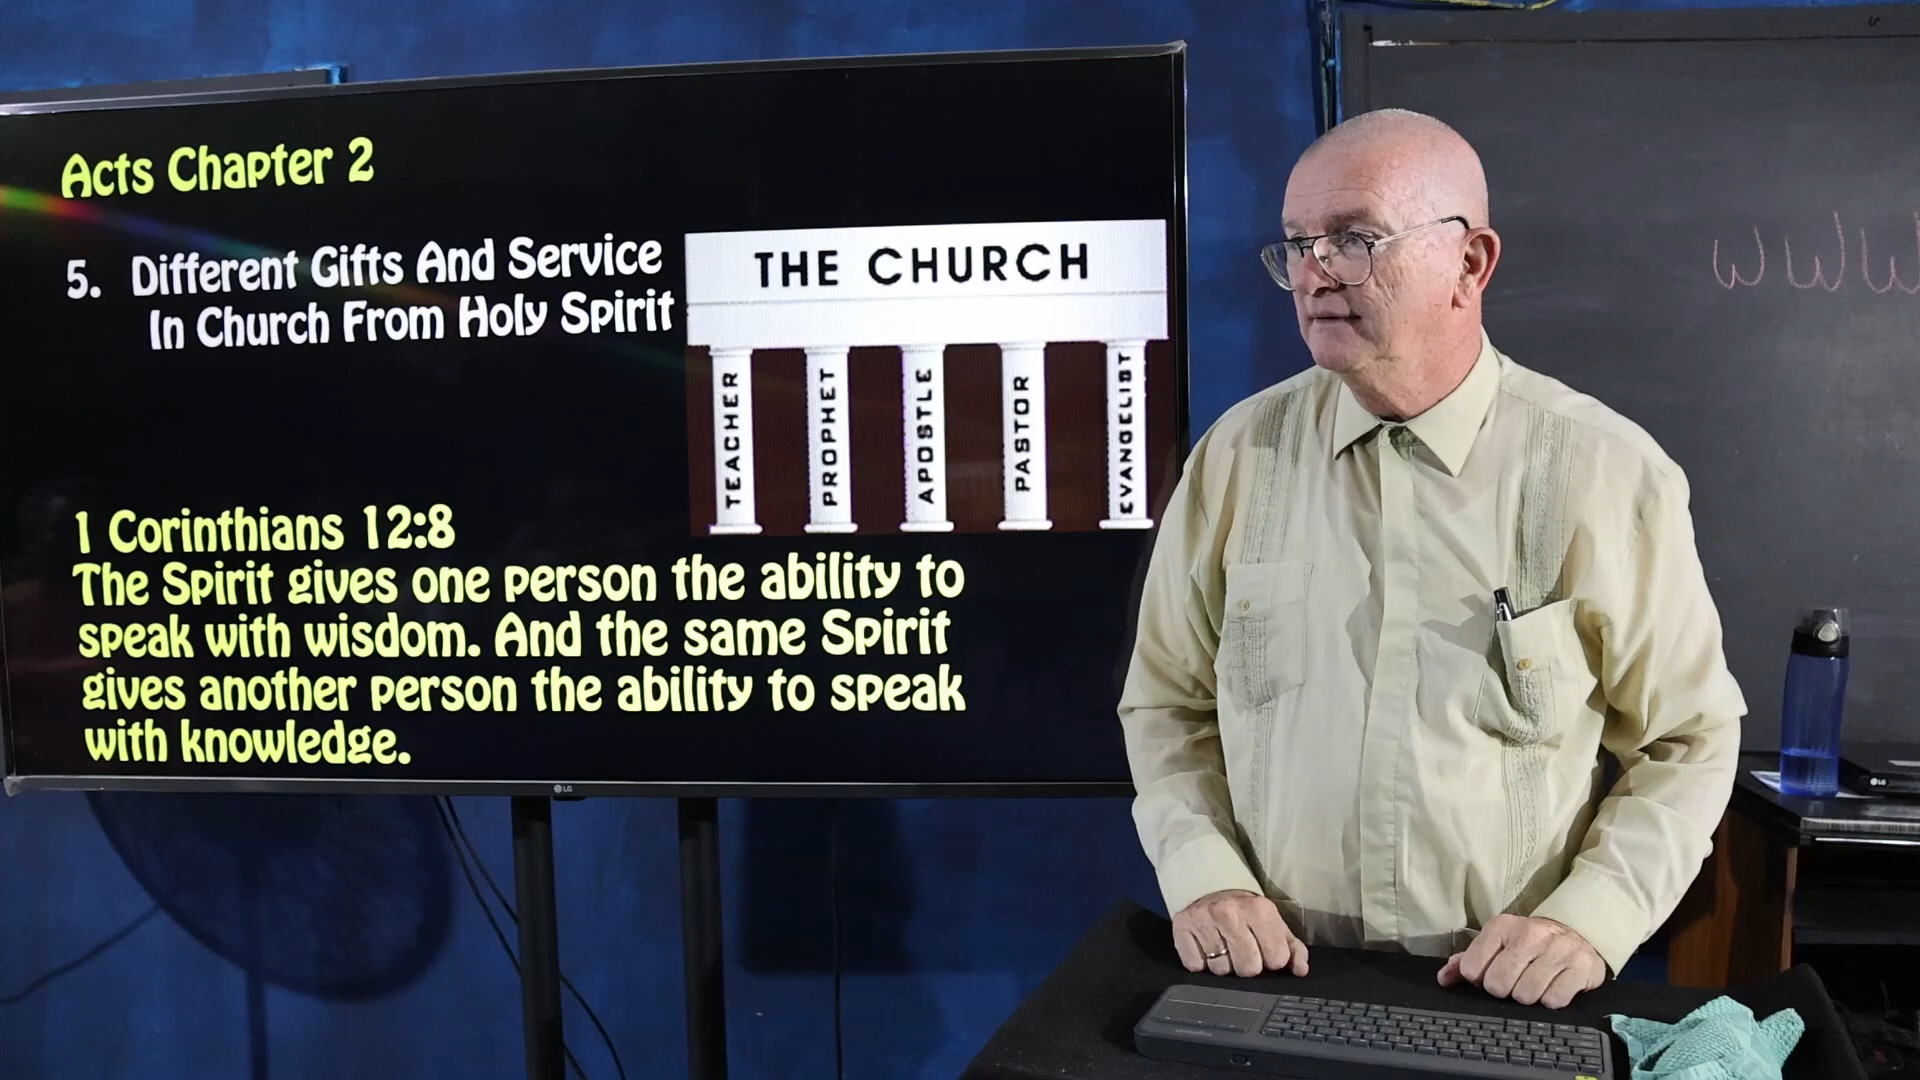 Acts Chapter 2
5. Different Gifts And Service
In Church From Holy Spirit
THE CHURCH
TEACHER
PROPHET
APOSTLE
PASTOR
EVANGELIST
1 Corinthians 12:8
The Spirit gives one person the ability to
speak with wisdom. And the same Spirit
gives another person the ability to speak
with knowledge.
LG
www
LG